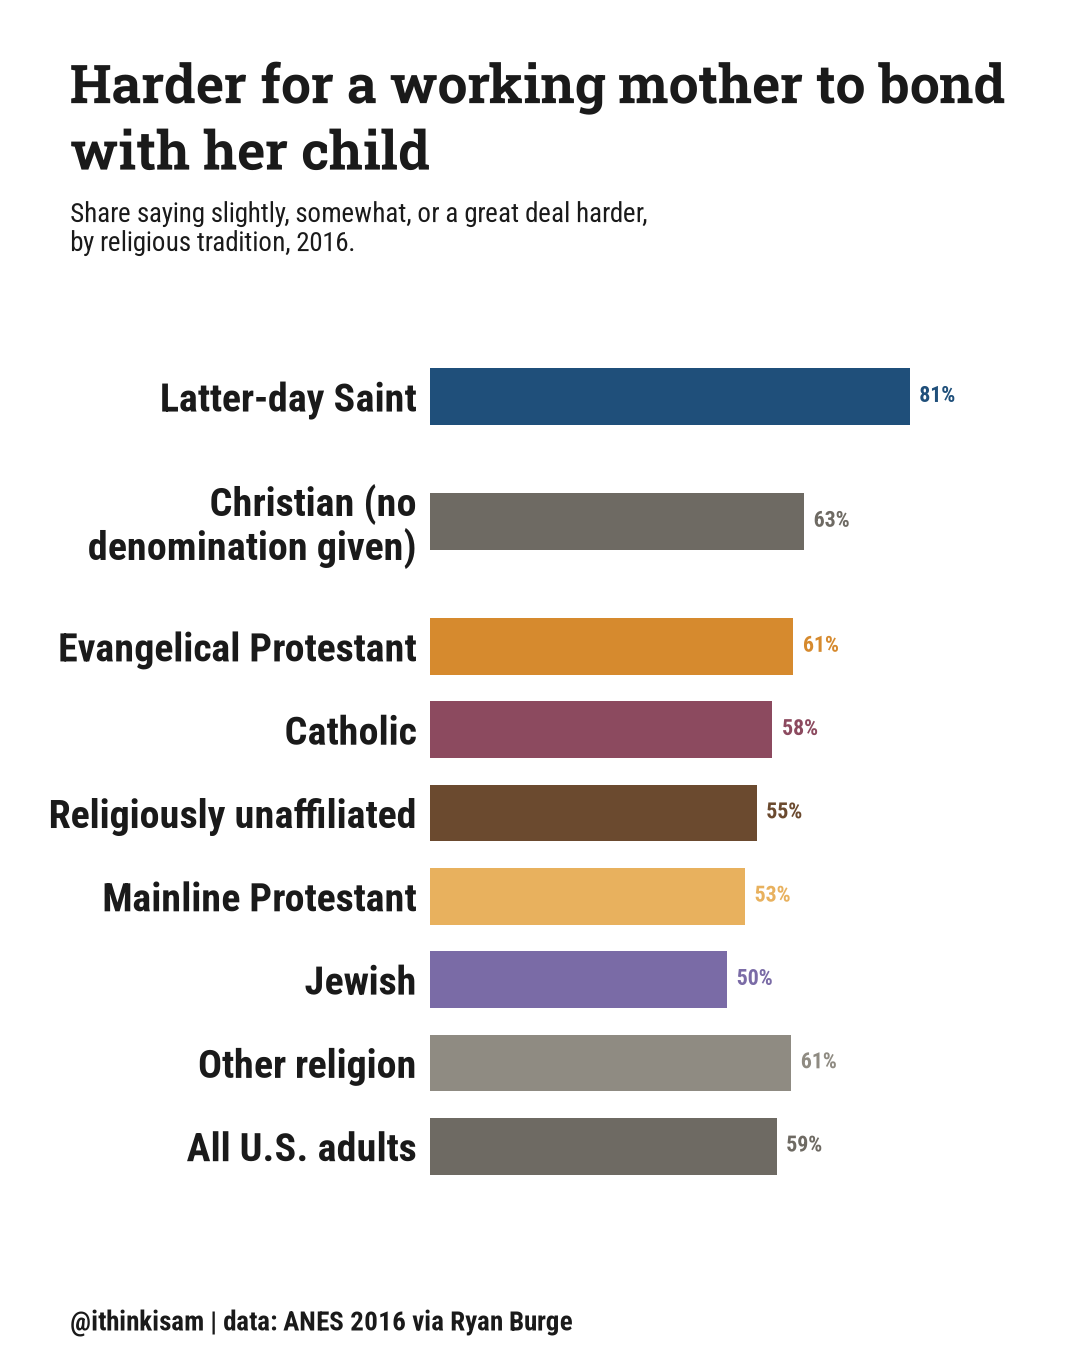 Harder for a working mother to bond
with her child
Share saying slightly, somewhat, or a great deal harder,
by religious tradition, 2016.
Latter-day Saint 81%
Christian (no
denomination given) 63%
Evangelical Protestant 61%
Catholic 58%
Religiously unaffiliated 55%
Mainline Protestant 53%
Jewish 50%
Other religion 61%
All U.S. adults 59%
@ithinkisam | data: ANES 2016 via Ryan Burge